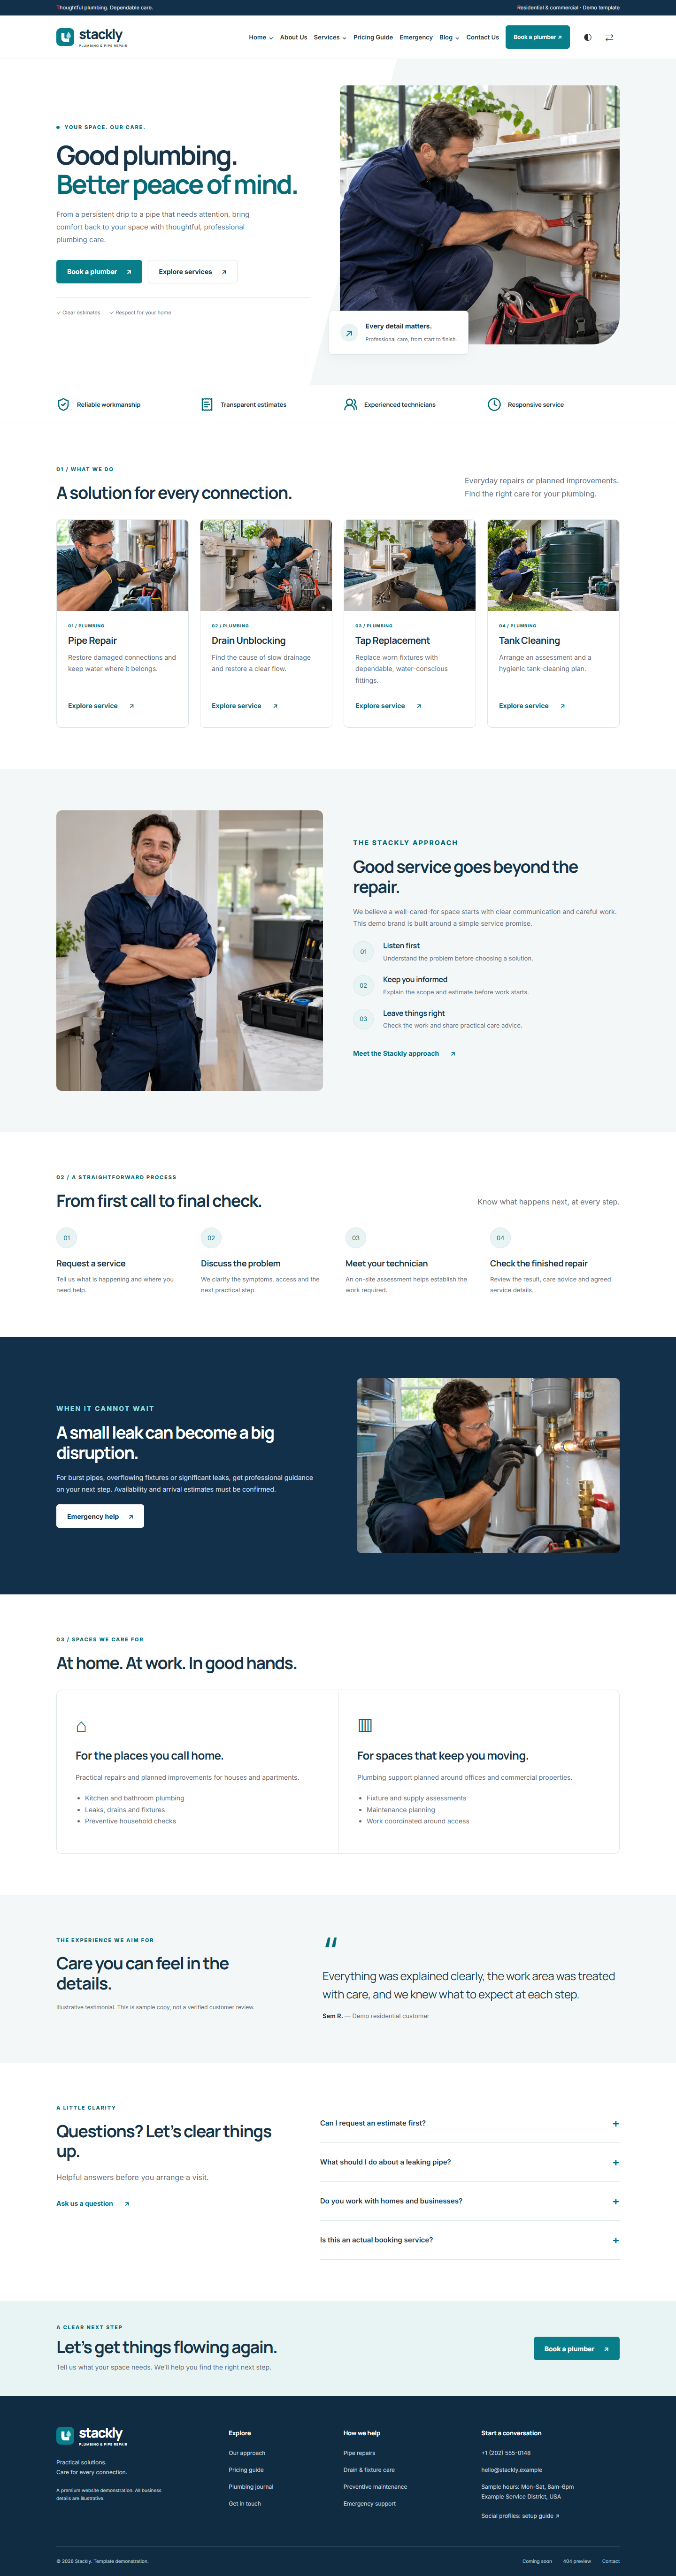 Thoughtful plumbing. Dependable care.
Residential & commercial · Demo template
stackly
PLUMBING & PIPE REPAIR
Home
About Us
Services
Pricing Guide
Emergency
Blog
Contact Us
Book a plumber ↗
YOUR SPACE. OUR CARE.
Good plumbing.
Better peace of mind.
From a persistent drip to a pipe that needs attention, bring
comfort back to your space with thoughtful, professional
plumbing care.
Book a plumber ↗
Explore services ↗
✓ Clear estimates
✓ Respect for your home
Every detail matters.
Professional care, from start to finish.
Reliable workmanship
Transparent estimates
Experienced technicians
Responsive service
01 / WHAT WE DO
A solution for every connection.
Everyday repairs or planned improvements.
Find the right care for your plumbing.
01 / PLUMBING
Pipe Repair
Restore damaged connections and
keep water where it belongs.
Explore service ↗
02 / PLUMBING
Drain Unblocking
Find the cause of slow drainage
and restore a clear flow.
Explore service ↗
03 / PLUMBING
Tap Replacement
Replace worn fixtures with
dependable, water-conscious
fittings.
Explore service ↗
04 / PLUMBING
Tank Cleaning
Arrange an assessment and a
hygienic tank-cleaning plan.
Explore service ↗
THE STACKLY APPROACH
Good service goes beyond the
repair.
We believe a well-cared-for space starts with clear communication and careful work.
This demo brand is built around a simple service promise.
01
Listen first
Understand the problem before choosing a solution.
02
Keep you informed
Explain the scope and estimate before work starts.
03
Leave things right
Check the work and share practical care advice.
Meet the Stackly approach ↗
02 / A STRAIGHTFORWARD PROCESS
From first call to final check.
Know what happens next, at every step.
01
Request a service
Tell us what is happening and where you
need help.
02
Discuss the problem
We clarify the symptoms, access and the
next practical step.
03
Meet your technician
An on-site assessment helps establish the
work required.
04
Check the finished repair
Review the result, care advice and agreed
service details.
WHEN IT CANNOT WAIT
A small leak can become a big
disruption.
For burst pipes, overflowing fixtures or significant leaks, get professional guidance
on your next step. Availability and arrival estimates must be confirmed.
Emergency help ↗
03 / SPACES WE CARE FOR
At home. At work. In good hands.
For the places you call home.
Practical repairs and planned improvements for houses and apartments.
• Kitchen and bathroom plumbing
• Leaks, drains and fixtures
• Preventive household checks
For spaces that keep you moving.
Plumbing support planned around offices and commercial properties.
• Fixture and supply assessments
• Maintenance planning
• Work coordinated around access
THE EXPERIENCE WE AIM FOR
Care you can feel in the
details.
Illustrative testimonial. This is sample copy, not a verified customer review.
“
Everything was explained clearly, the work area was treated
with care, and we knew what to expect at each step.
Sam R. — Demo residential customer
A LITTLE CLARITY
Questions? Let’s clear things
up.
Helpful answers before you arrange a visit.
Ask us a question ↗
Can I request an estimate first? +
What should I do about a leaking pipe? +
Do you work with homes and businesses? +
Is this an actual booking service? +
A CLEAR NEXT STEP
Let’s get things flowing again.
Tell us what your space needs. We’ll help you find the right next step.
Book a plumber ↗
stackly
PLUMBING & PIPE REPAIR
Practical solutions.
Care for every connection.
A premium website demonstration. All business
details are illustrative.
Explore
Our approach
Pricing guide
Plumbing journal
Get in touch
How we help
Pipe repairs
Drain & fixture care
Preventive maintenance
Emergency support
Start a conversation
+1 (202) 555-0148
hello@stackly.example
Sample hours: Mon–Sat, 8am–6pm
Example Service District, USA
Social profiles: setup guide ↗
© 2026 Stackly. Template demonstration.
Coming soon
404 preview
Contact